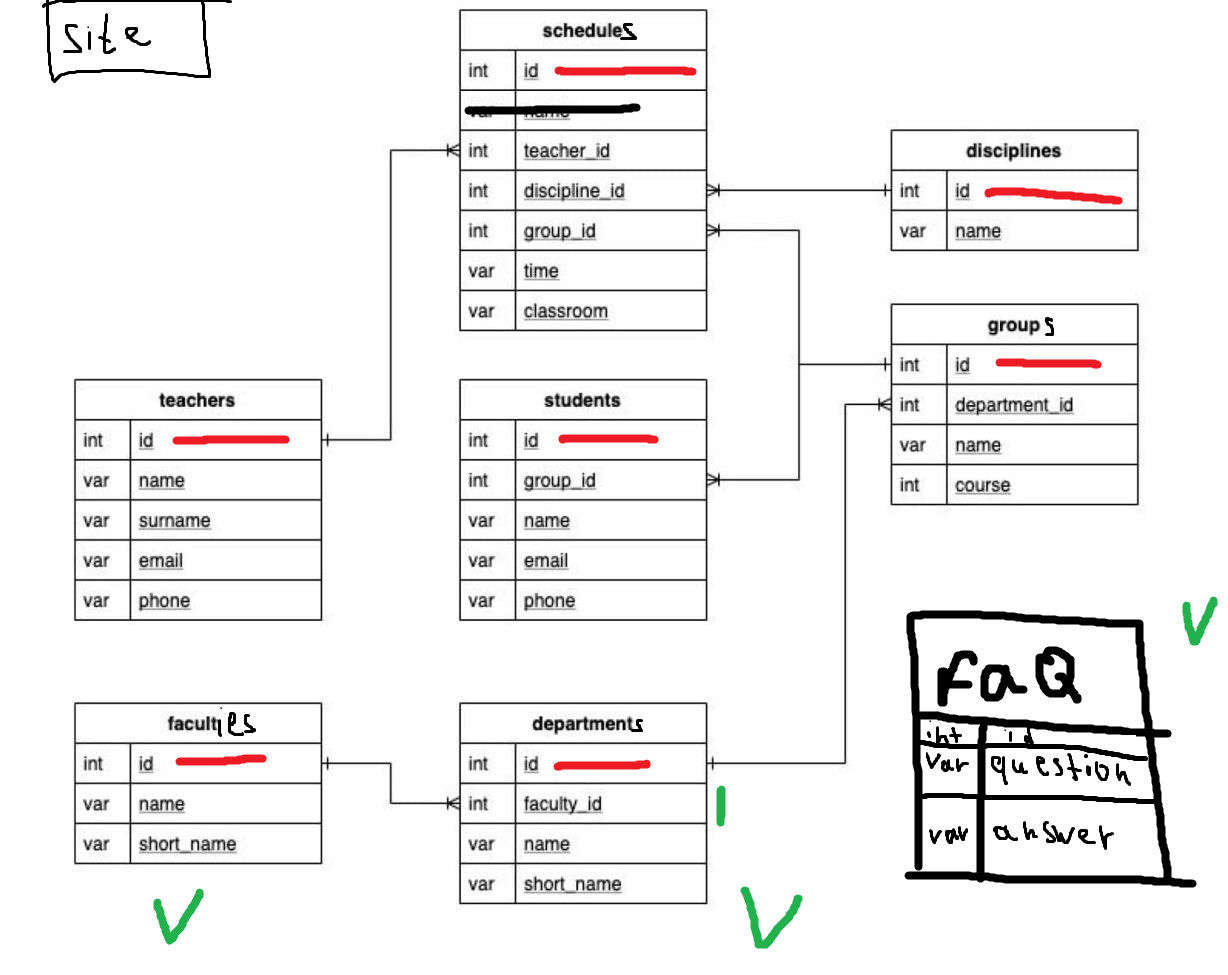 site
schedules
int id
var name
int teacher_id
int discipline_id
int group_id
var time
var classroom
disciplines
int id
var name
groups
int id
int department_id
var name
int course
teachers
int id
var name
var surname
var email
var phone
students
int id
int group_id
var name
var email
var phone
faculties
int id
var name
var short_name
departments
int id
int faculty_id
var name
var short_name
FaQ
int id
var question
var answer